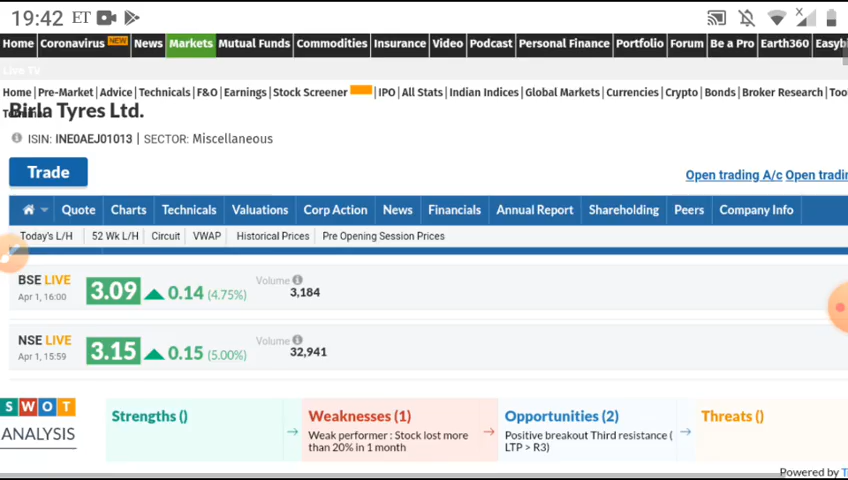 19:42 ET
Home Coronavirus NEW News Markets Mutual Funds Commodities Insurance Video Podcast Personal Finance Portfolio Forum Be a Pro Earth360 Easybi
Live TV
Home | Pre-Market | Advice | Technicals | F&O | Earnings | Stock Screener | IPO | All Stats | Indian Indices | Global Markets | Currencies | Crypto | Bonds | Broker Research | Too
Birla Tyres Ltd.
ISIN: INE0AEJ01013 | SECTOR: Miscellaneous
Trade
Open trading A/c Open tradin
Quote Charts Technicals Valuations Corp Action News Financials Annual Report Shareholding Peers Company Info
Today's L/H 52 Wk L/H Circuit VWAP Historical Prices Pre Opening Session Prices
BSE LIVE
Apr 1, 16:00
3.09 0.14 (4.75%)
Volume
3,184
NSE LIVE
Apr 1, 15:59
3.15 0.15 (5.00%)
Volume
32,941
SWOT
ANALYSIS
Strengths ()
Weaknesses (1)
Weak performer : Stock lost more
than 20% in 1 month
Opportunities (2)
Positive breakout Third resistance (
LTP > R3)
Threats ()
Powered by T